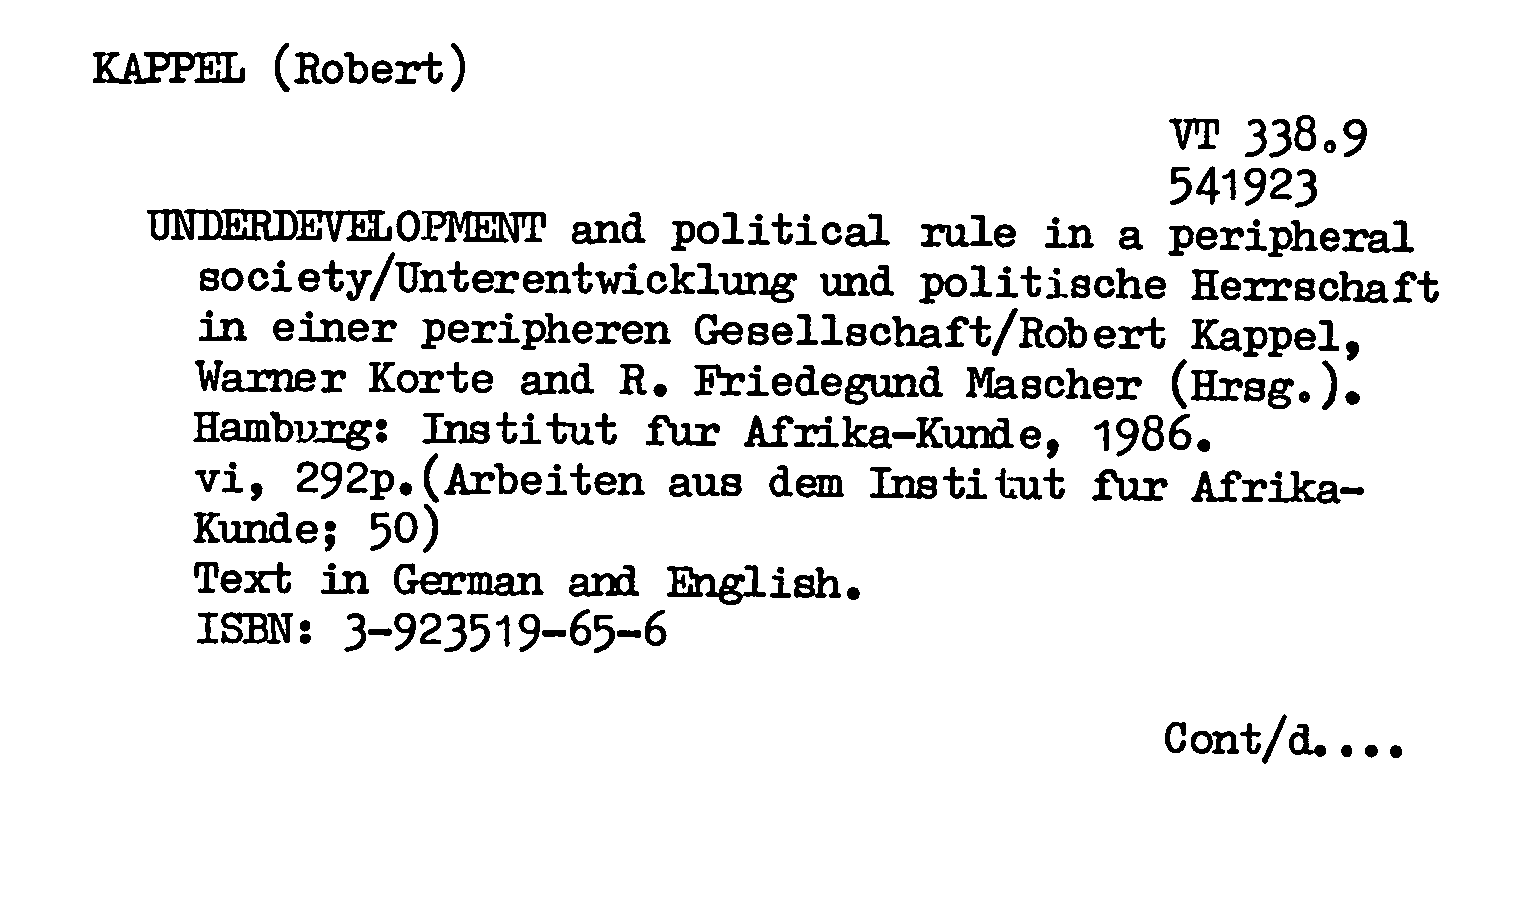 KAPPEL (Robert)
VT 338.9
541923
UNDERDEVELOPMENT and political rule in a peripheral
society/Unterentwicklung und politische Herrschaft
in einer peripheren Gesellschaft/Robert Kappel,
Warner Korte and R. Friedegund Mascher (Hrsg.).
Hamburg: Institut fur Afrika-Kunde, 1986.
vi, 292p.(Arbeiten aus dem Institut fur Afrika-
Kunde; 50)
Text in German and English.
ISBN: 3-923519-65-6
Cont/d....